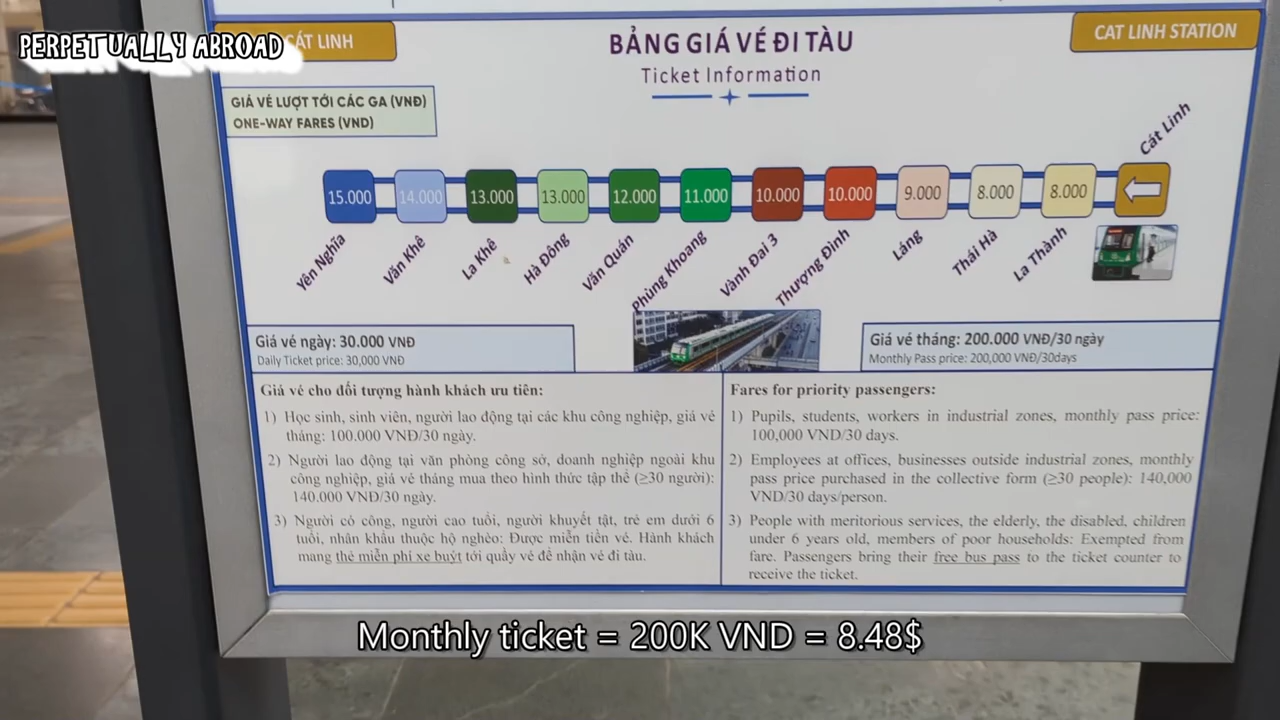 PERPETUALLY ABROAD
CÁT LINH
BẢNG GIÁ VÉ ĐI TÀU
CAT LINH STATION
Ticket Information
GIÁ VÉ LƯỢT TỚI CÁC GA (VNĐ)
ONE-WAY FARES (VND)
Cát Linh
15.000 14.000 13.000 13.000 12.000 11.000 10.000 10.000 9.000 8.000 8.000
Yên Nghĩa Văn Khê La Khê Hà Đông Văn Quán Phùng Khoang Vành Đai 3 Thượng Đình Láng Thái Hà La Thành
Giá vé ngày: 30.000 VNĐ
Daily Ticket price: 30,000 VNĐ
Giá vé tháng: 200.000 VNĐ/30 ngày
Monthly Pass price: 200,000 VNĐ/30days
Giá vé cho đối tượng hành khách ưu tiên:
1) Học sinh, sinh viên, người lao động tại các khu công nghiệp, giá vé
tháng: 100.000 VNĐ/30 ngày.
2) Người lao động tại văn phòng công sở, doanh nghiệp ngoài khu
công nghiệp, giá vé tháng mua theo hình thức tập thể (≥30 người):
140.000 VNĐ/30 ngày.
3) Người có công, người cao tuổi, người khuyết tật, trẻ em dưới 6
tuổi, nhân khẩu thuộc hộ nghèo: Được miễn tiền vé. Hành khách
mang thẻ miễn phí xe buýt tới quầy vé để nhận vé đi tàu.
Fares for priority passengers:
1) Pupils, students, workers in industrial zones, monthly pass price:
100,000 VND/30 days.
2) Employees at offices, businesses outside industrial zones, monthly
pass price purchased in the collective form (≥30 people): 140,000
VND/30 days/person.
3) People with meritorious services, the elderly, the disabled, children
under 6 years old, members of poor households: Exempted from
fare. Passengers bring their free bus pass to the ticket counter to
receive the ticket.
Monthly ticket = 200K VND = 8.48$